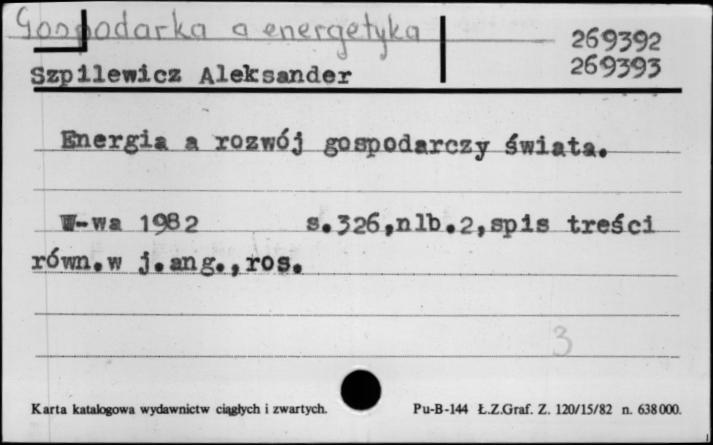 Gospodarka a energetyka
269392
Szpilewicz Aleksander
269393
Energia a rozwój gospodarczy świata.
W-wa 1982 s.326,nlb.2,spis treści
równ.w j.ang.,ros.
3
Karta katalogowa wydawnictw ciągłych i zwartych. Pu-B-144 Ł.Z.Graf. Z. 120/15/82 n. 638000.